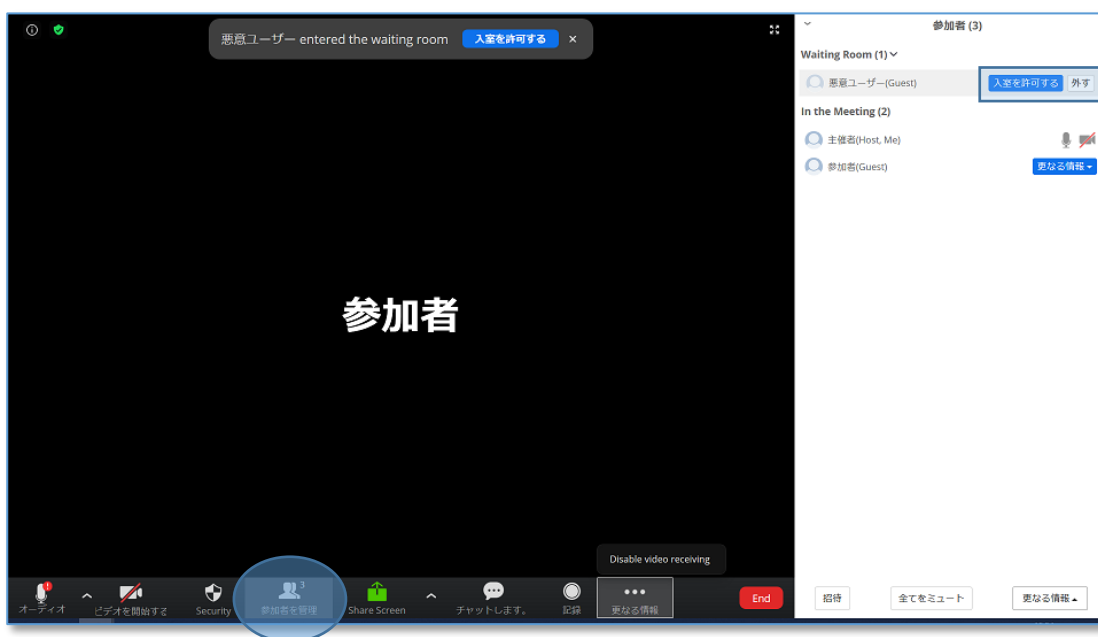 悪意ユーザー entered the waiting room 入室を許可する ×
参加者 (3)
Waiting Room (1)
悪意ユーザー(Guest) 入室を許可する 外す
In the Meeting (2)
主催者(Host, Me)
参加者(Guest) 更なる情報
参加者
Disable video receiving
オーディオ ビデオを開始する Security 参加者を管理 3 Share Screen チャットします。 記録 更なる情報 End
招待 全てをミュート 更なる情報